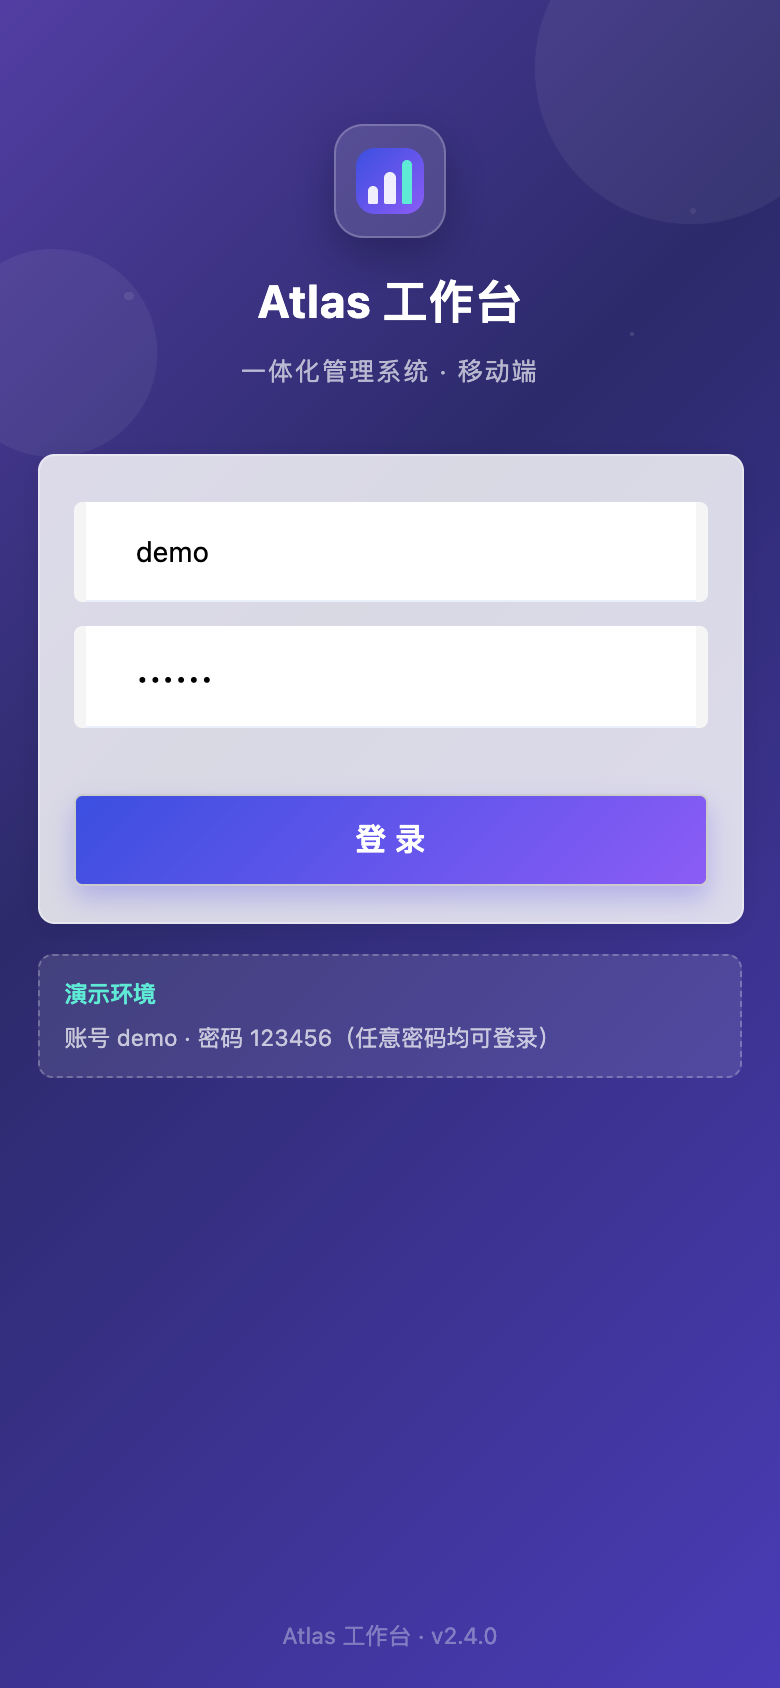 Atlas 工作台
一体化管理系统 · 移动端
demo
••••••
登 录
演示环境
账号 demo · 密码 123456（任意密码均可登录）
Atlas 工作台 · v2.4.0